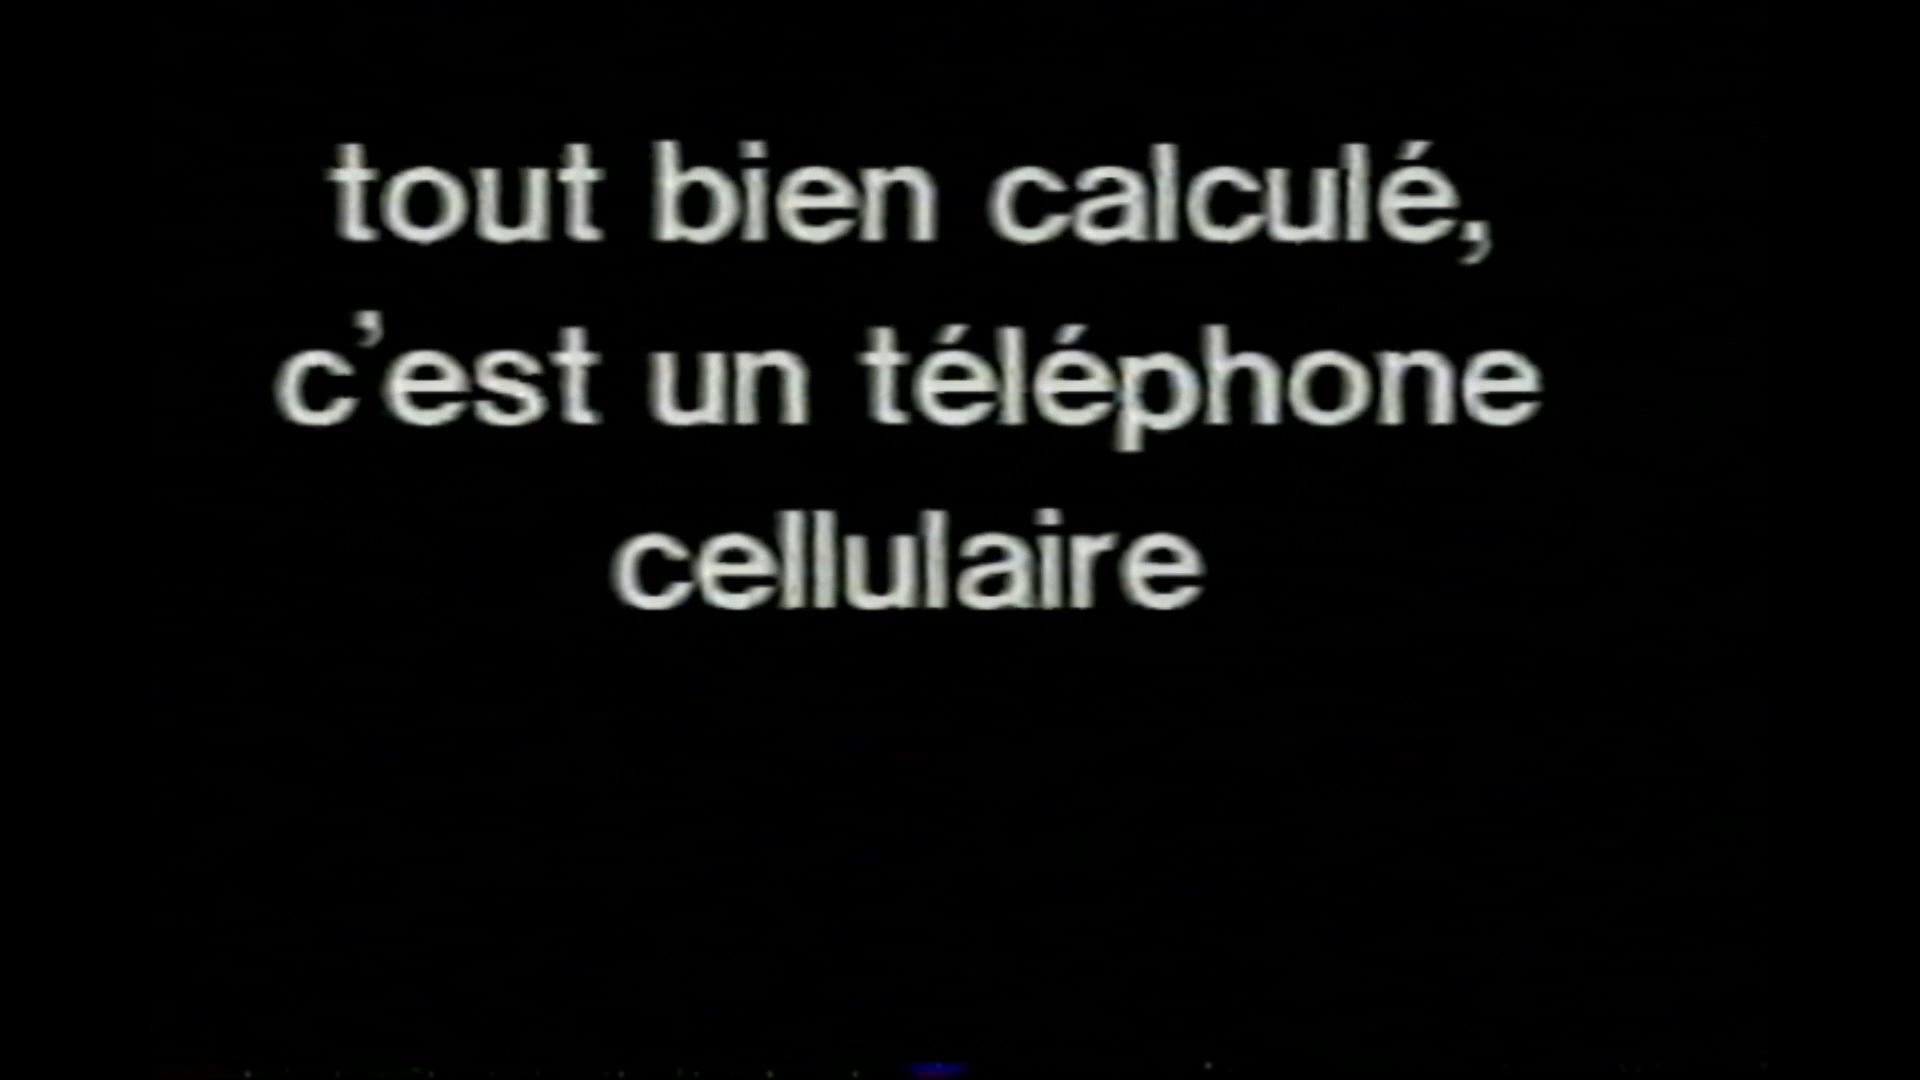 tout bien calculé,
c’est un téléphone
cellulaire